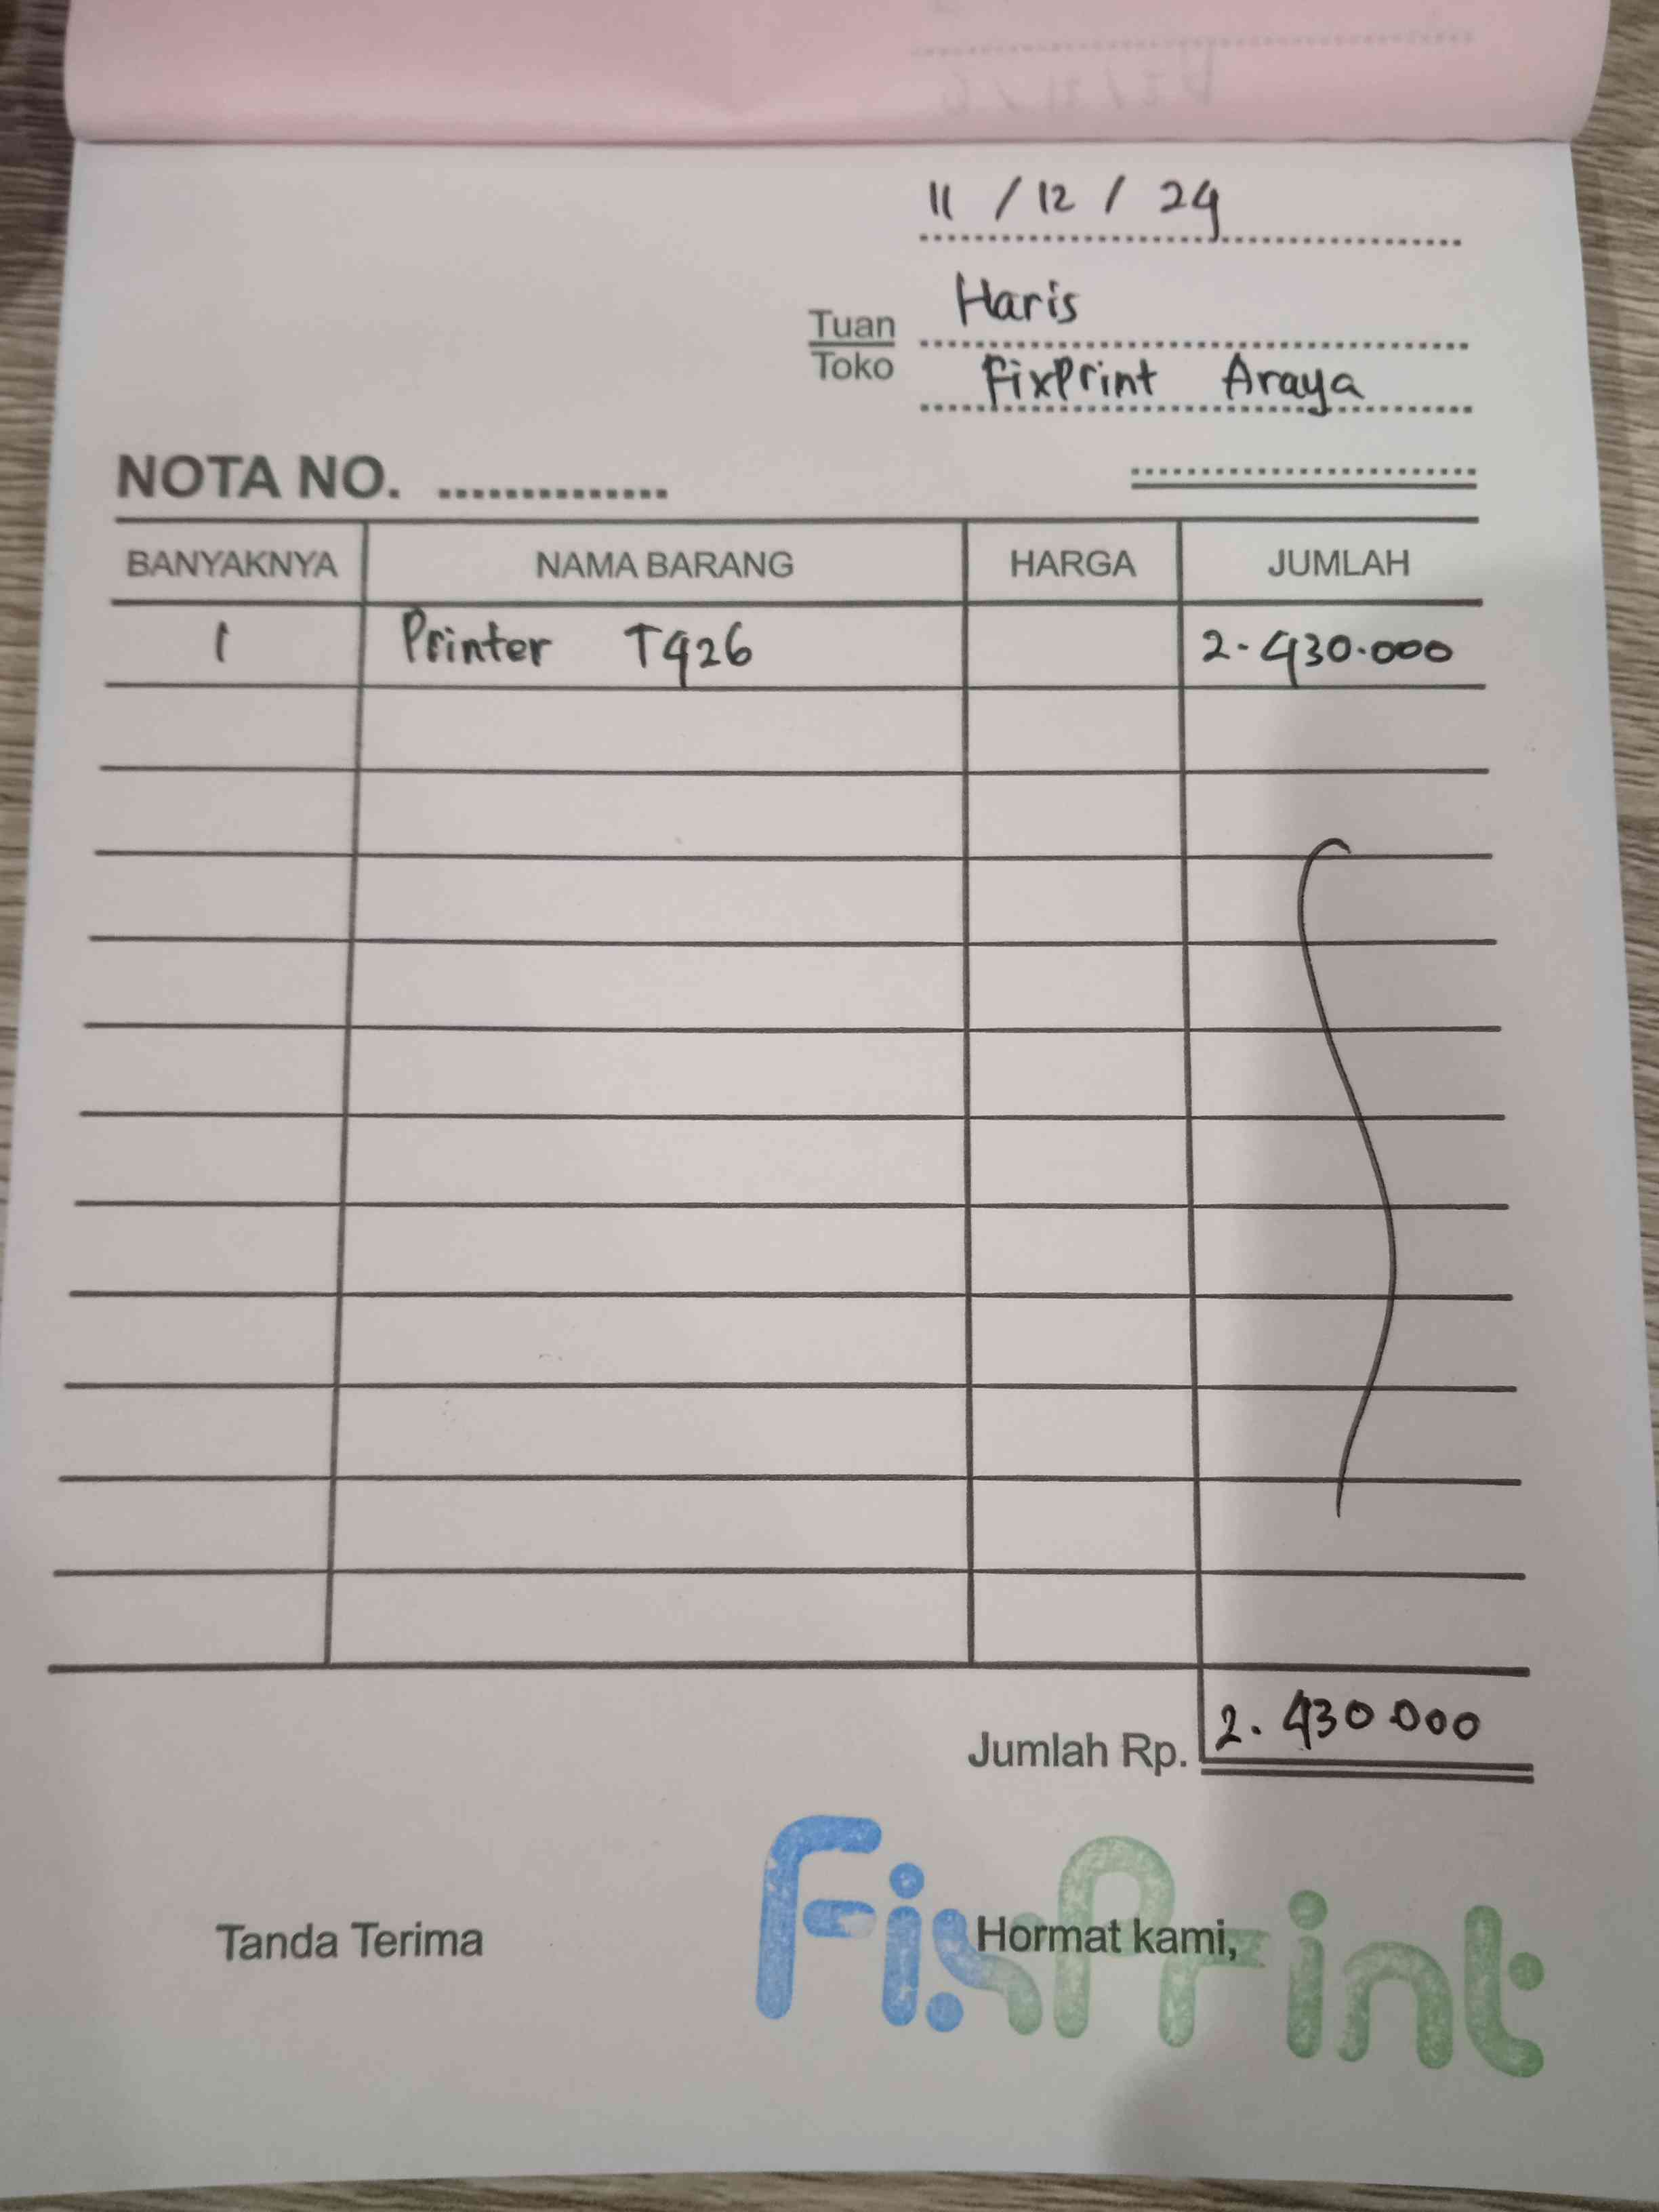 11 / 12 / 24
Tuan Haris
Toko FixPrint Araya
NOTA NO. ..............
BANYAKNYA NAMA BARANG HARGA JUMLAH
1 Printer T426 2.430.000
Jumlah Rp. 2.430.000
Tanda Terima Hormat kami,
FixPrint